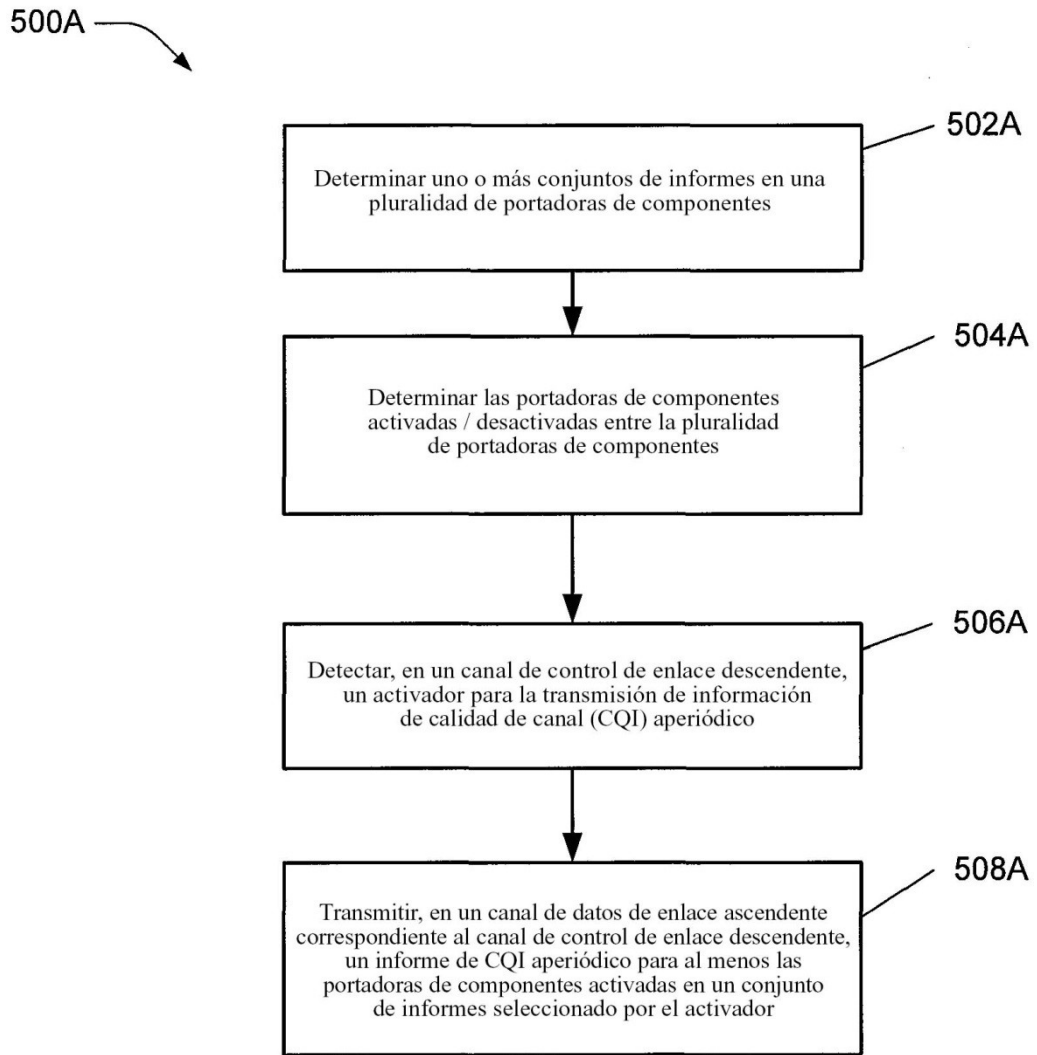 500A
502A
Determinar uno o más conjuntos de informes en una
pluralidad de portadoras de componentes
504A
Determinar las portadoras de componentes
activadas / desactivadas entre la pluralidad
de portadoras de componentes
506A
Detectar, en un canal de control de enlace descendente,
un activador para la transmisión de información
de calidad de canal (CQI) aperiódico
508A
Transmitir, en un canal de datos de enlace ascendente
correspondiente al canal de control de enlace descendente,
un informe de CQI aperiódico para al menos las
portadoras de componentes activadas en un conjunto
de informes seleccionado por el activador